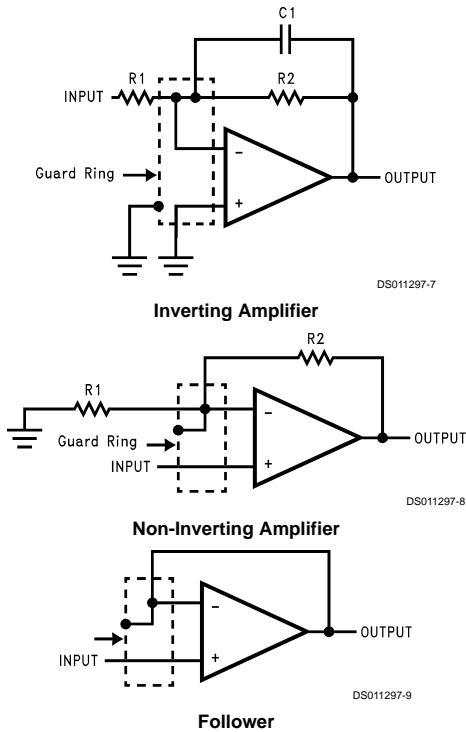 C1
R1
R2
INPUT
−
Guard Ring
+
OUTPUT
DS011297-7
Inverting Amplifier
R2
R1
−
Guard Ring
OUTPUT
INPUT
+
DS011297-8
Non-Inverting Amplifier
−
OUTPUT
INPUT
+
DS011297-9
Follower